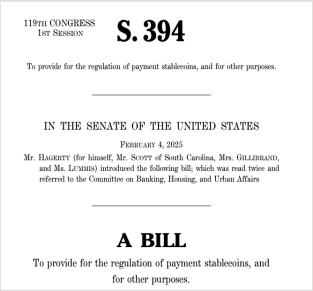 119TH CONGRESS
1ST SESSION
S. 394
To provide for the regulation of payment stablecoins, and for other purposes.
IN THE SENATE OF THE UNITED STATES
FEBRUARY 4, 2025
Mr. HAGERTY (for himself, Mr. SCOTT of South Carolina, Mrs. GILLIBRAND,
and Ms. LUMMIS) introduced the following bill; which was read twice and
referred to the Committee on Banking, Housing, and Urban Affairs
A BILL
To provide for the regulation of payment stablecoins, and
for other purposes.